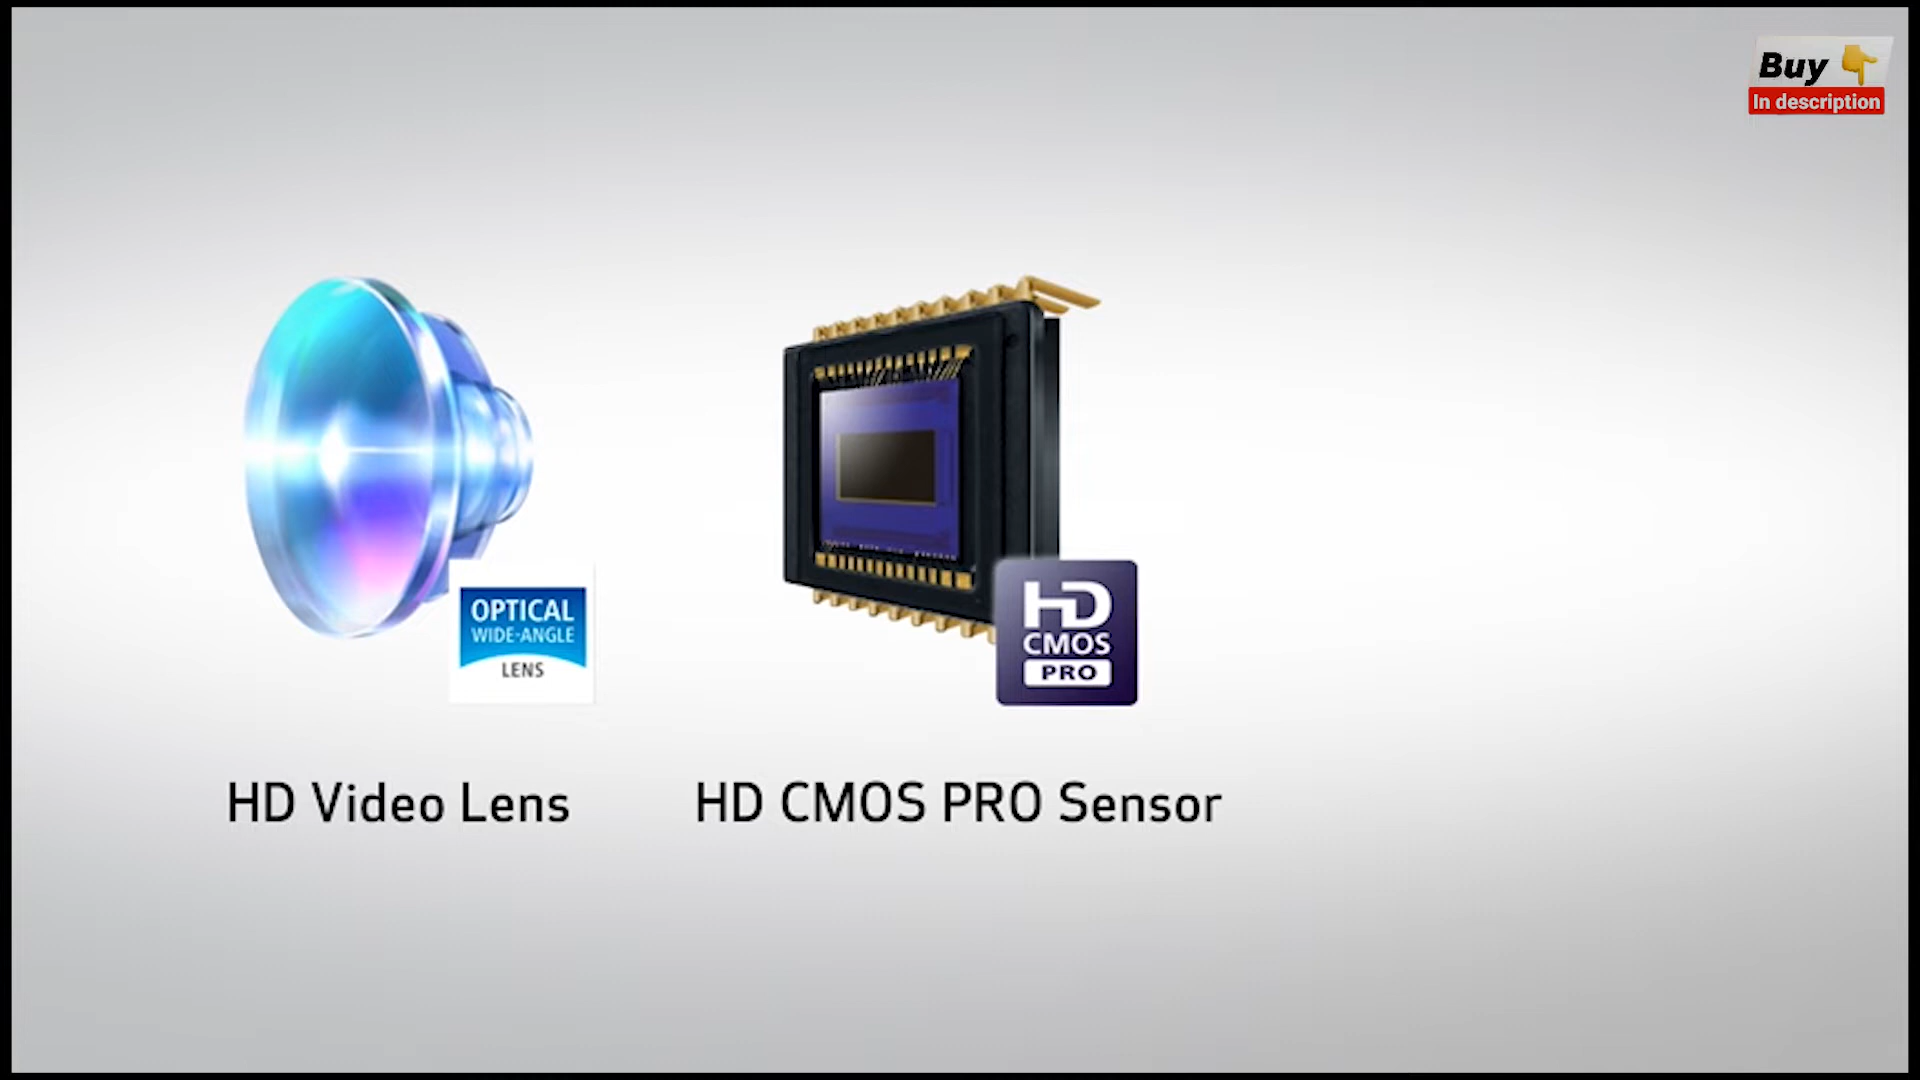 Buy
In description
OPTICAL
WIDE-ANGLE
LENS
HD
CMOS
PRO
HD Video Lens
HD CMOS PRO Sensor